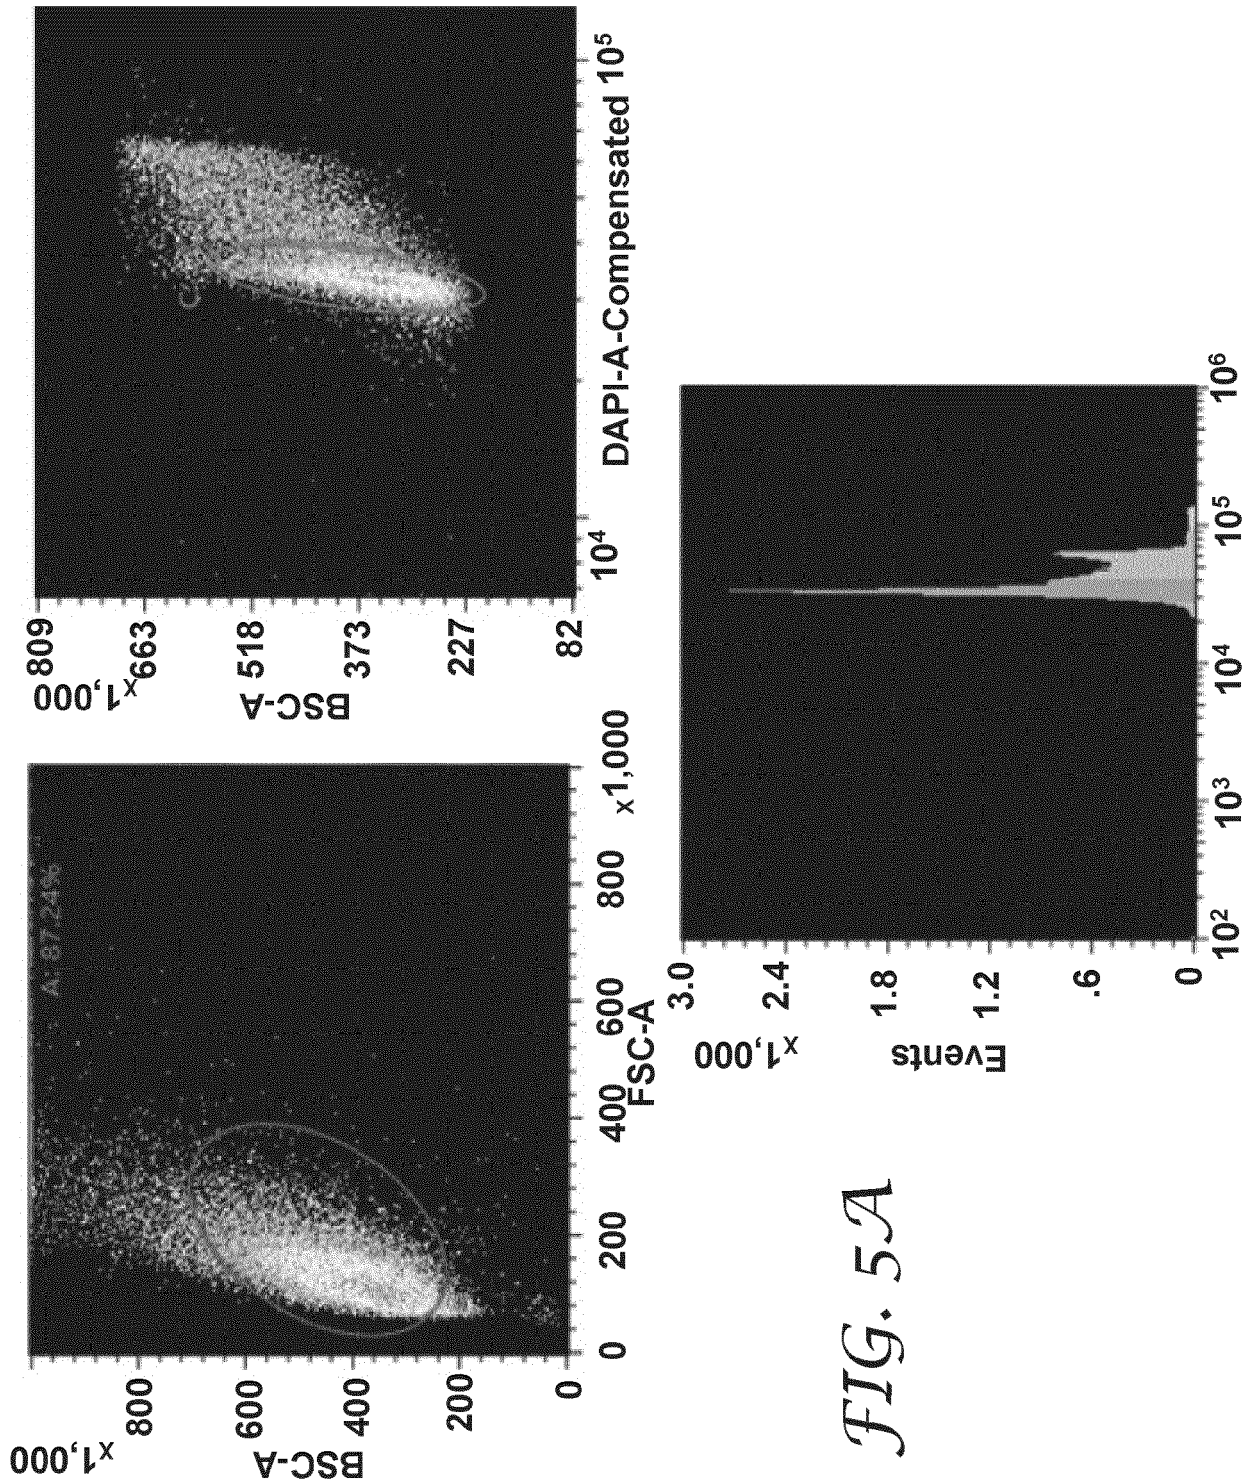 x1,000
800
600
400
200
0
BSC-A
A: 87.24%
0
200
400
600
800
x1,000
FSC-A
x1,000
809
663
518
373
227
82
BSC-A
C
10⁴
10⁵
DAPI-A-Compensated
x1,000
3.0
2.4
1.8
1.2
.6
0
Events
10²
10³
10⁴
10⁵
10⁶
FIG. 5A